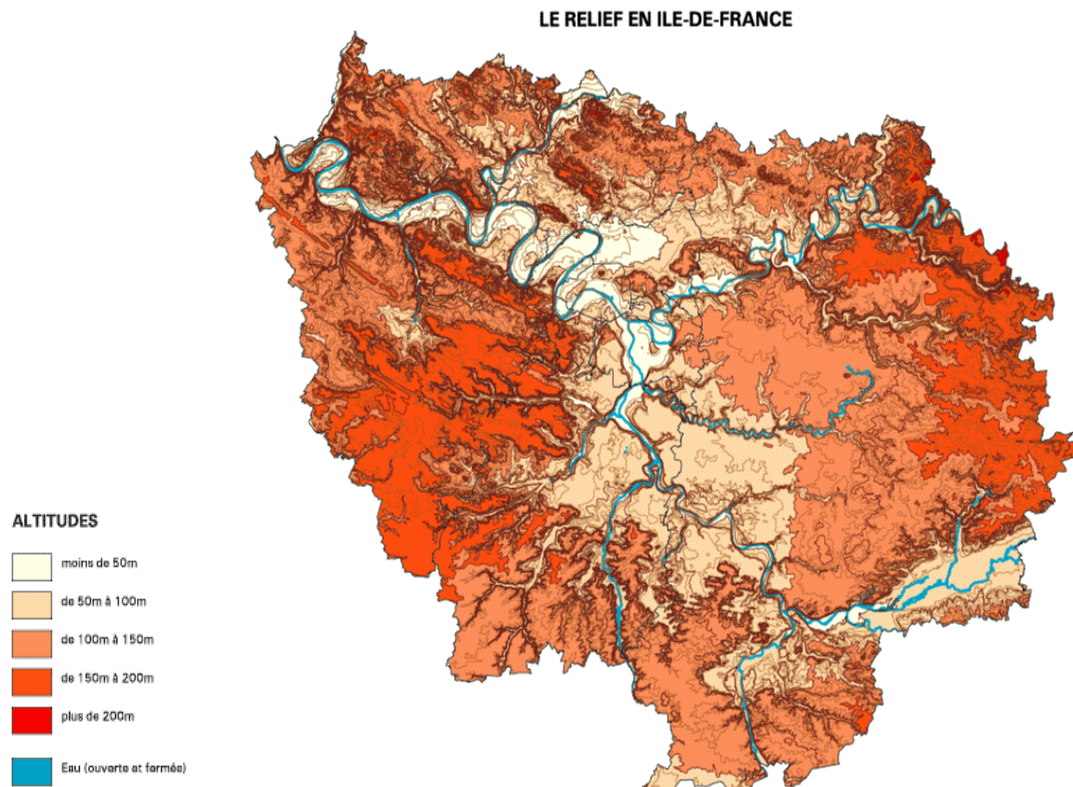 LE RELIEF EN ILE-DE-FRANCE
ALTITUDES
moins de 50m
de 50m à 100m
de 100m à 150m
de 150m à 200m
plus de 200m
Eau (ouverte et fermée)